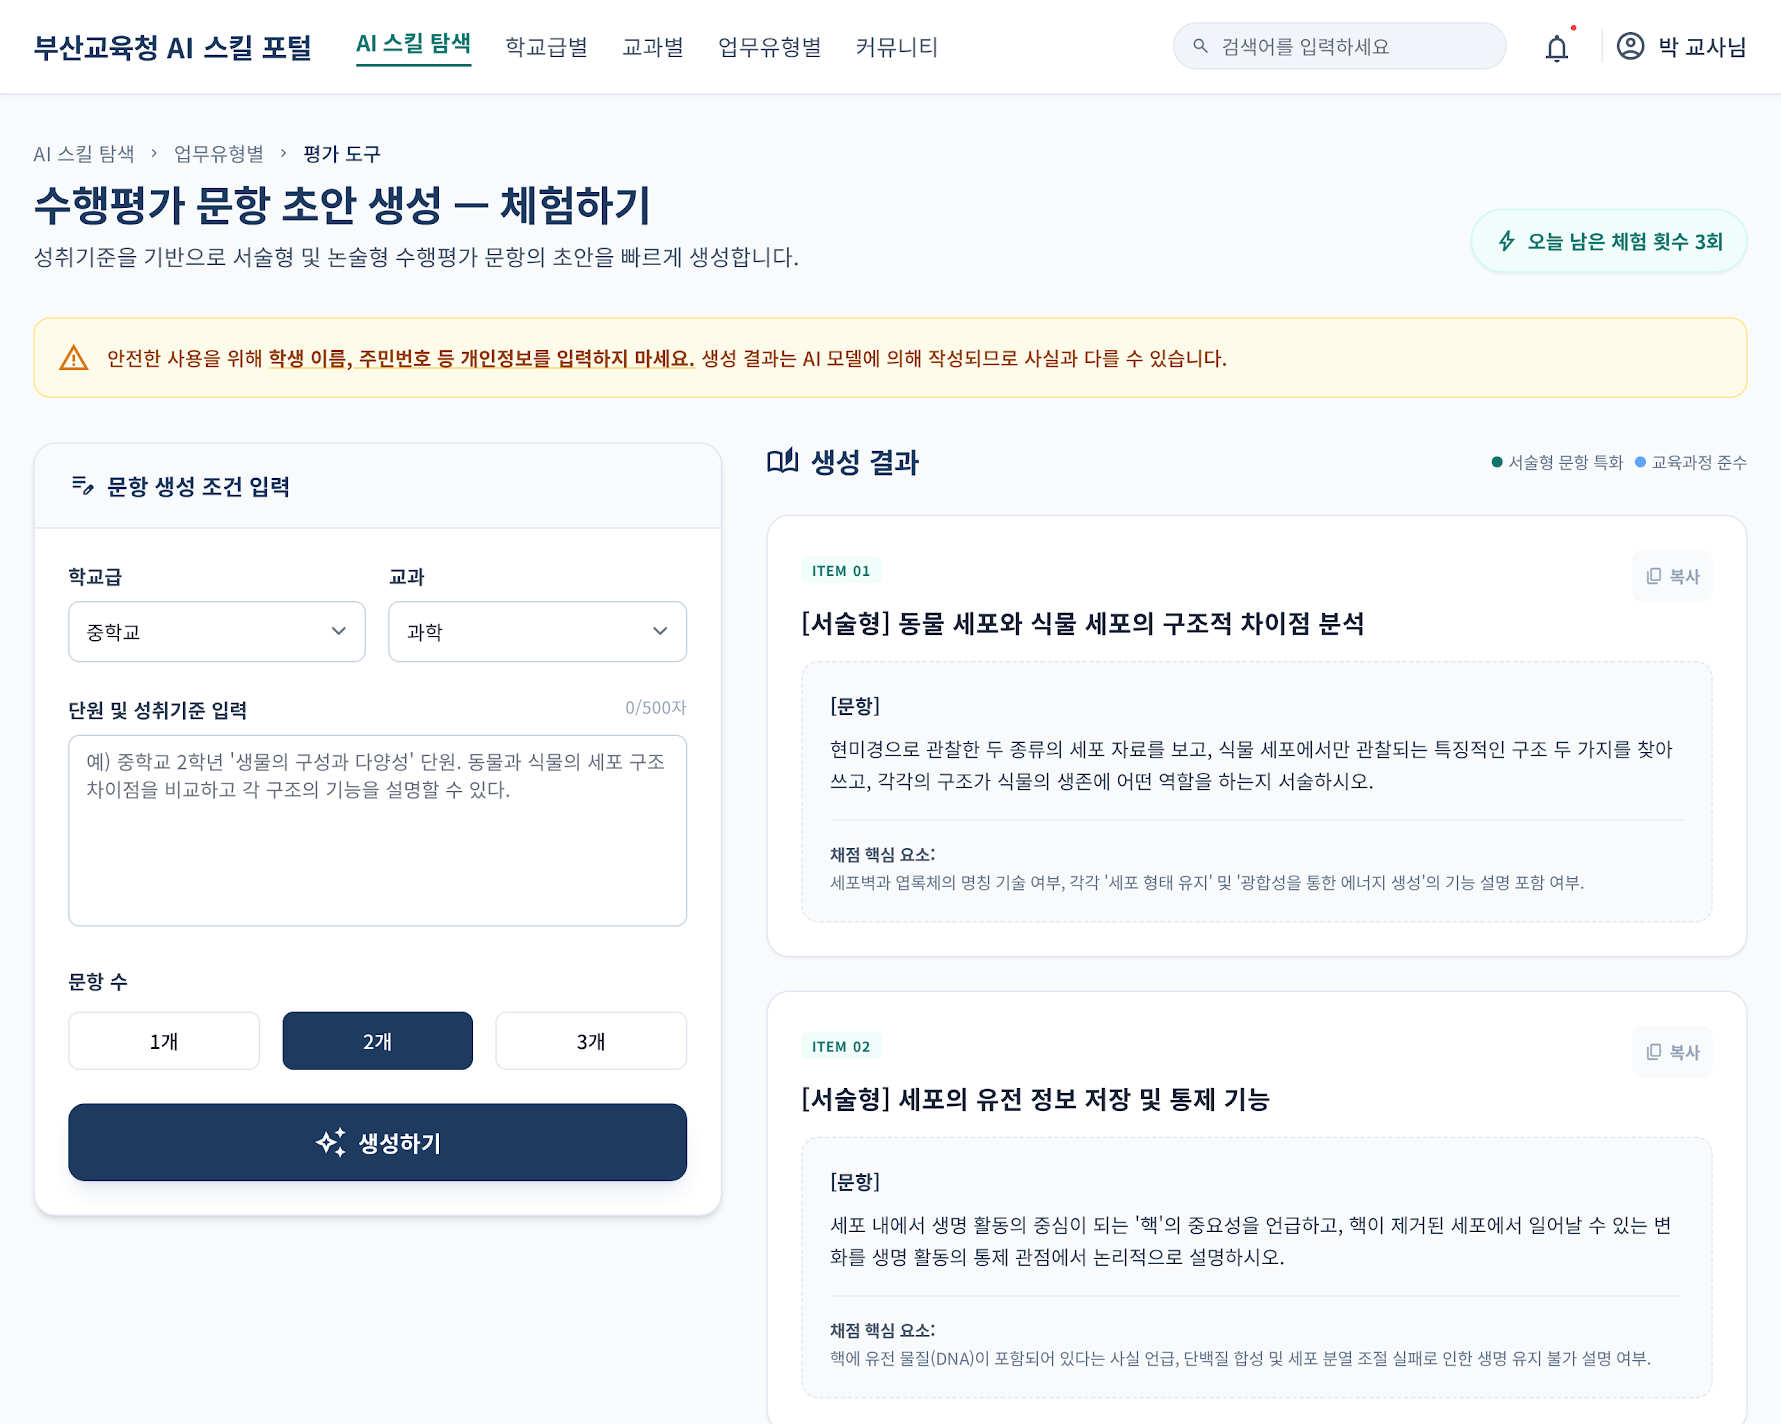 부산교육청 AI 스킬 포털
AI 스킬 탐색
학교급별
교과별
업무유형별
커뮤니티
검색어를 입력하세요
박 교사님
AI 스킬 탐색 > 업무유형별 > 평가 도구
수행평가 문항 초안 생성 — 체험하기
성취기준을 기반으로 서술형 및 논술형 수행평가 문항의 초안을 빠르게 생성합니다.
오늘 남은 체험 횟수 3회
안전한 사용을 위해 학생 이름, 주민번호 등 개인정보를 입력하지 마세요. 생성 결과는 AI 모델에 의해 작성되므로 사실과 다를 수 있습니다.
문항 생성 조건 입력
학교급
교과
중학교
과학
단원 및 성취기준 입력
0/500자
예) 중학교 2학년 '생물의 구성과 다양성' 단원. 동물과 식물의 세포 구조
차이점을 비교하고 각 구조의 기능을 설명할 수 있다.
문항 수
1개
2개
3개
생성하기
생성 결과
서술형 문항 특화
교육과정 준수
ITEM 01
복사
[서술형] 동물 세포와 식물 세포의 구조적 차이점 분석
[문항]
현미경으로 관찰한 두 종류의 세포 자료를 보고, 식물 세포에서만 관찰되는 특징적인 구조 두 가지를 찾아
쓰고, 각각의 구조가 식물의 생존에 어떤 역할을 하는지 서술하시오.
채점 핵심 요소:
세포벽과 엽록체의 명칭 기술 여부, 각각 '세포 형태 유지' 및 '광합성을 통한 에너지 생성'의 기능 설명 포함 여부.
ITEM 02
복사
[서술형] 세포의 유전 정보 저장 및 통제 기능
[문항]
세포 내에서 생명 활동의 중심이 되는 '핵'의 중요성을 언급하고, 핵이 제거된 세포에서 일어날 수 있는 변
화를 생명 활동의 통제 관점에서 논리적으로 설명하시오.
채점 핵심 요소:
핵에 유전 물질(DNA)이 포함되어 있다는 사실 언급, 단백질 합성 및 세포 분열 조절 실패로 인한 생명 유지 불가 설명 여부.